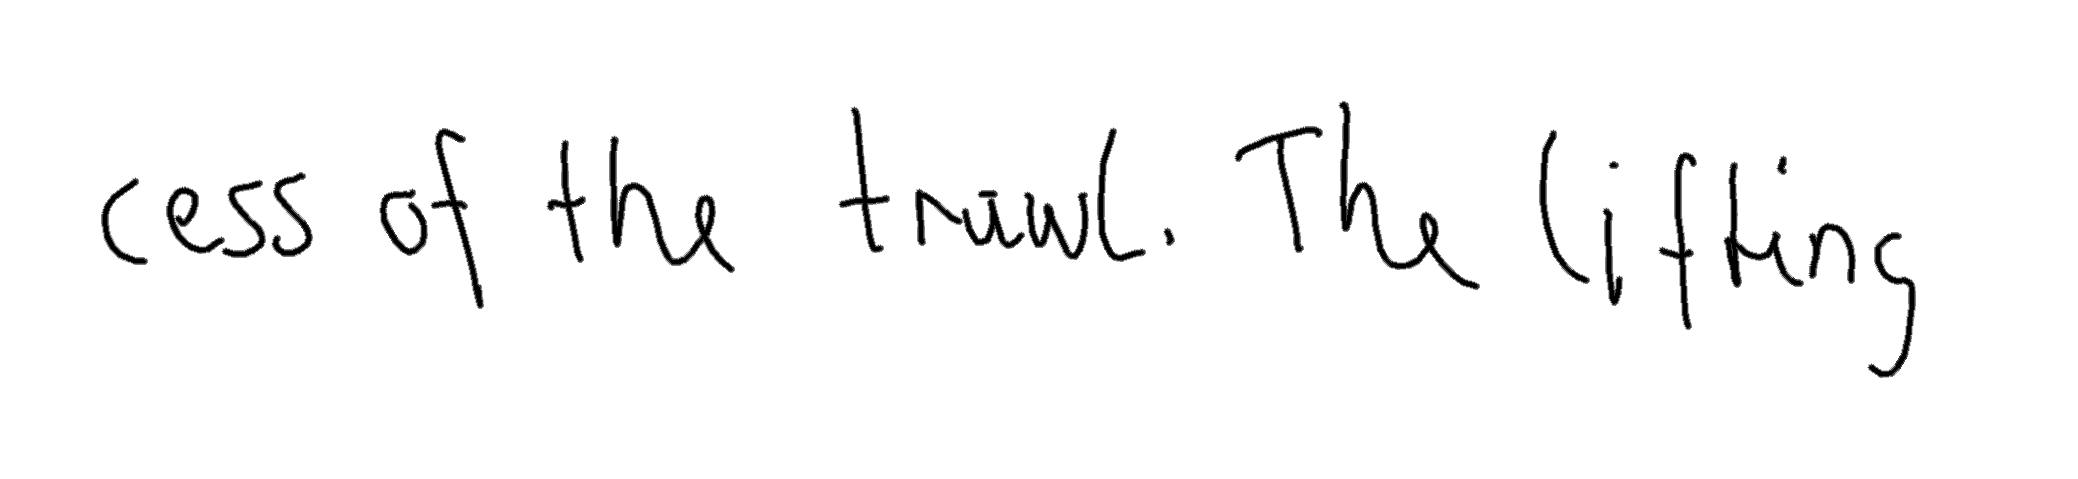 cess of the trawl. The lifting